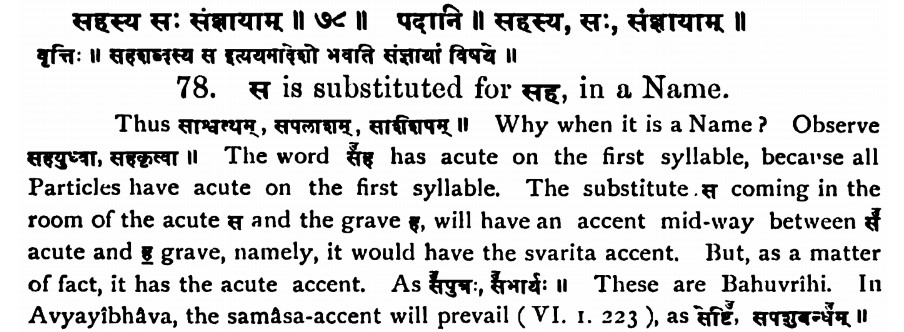 सहस्य सः संज्ञायाम् ॥ ७८ ॥ पदानि ॥ सहस्य, सः, संज्ञायाम् ॥
वृत्तिः ॥ सहशब्दस्य स इत्ययमादेशो भवति संज्ञायां विषये ॥
78. स is substituted for सह, in a Name.
Thus साश्वत्थम्, सपलाशम्, सशिंशपम् ॥ Why when it is a Name? Observe
सहयुध्वा, सहकृत्वा ॥ The word सँह has acute on the first syllable, because all
Particles have acute on the first syllable. The substitute स coming in the
room of the acute स and the grave ह, will have an accent mid-way between सँ
acute and ह॒ grave, namely, it would have the svarita accent. But, as a matter
of fact, it has the acute accent. As सँपुत्रः, सँभार्यः ॥ These are Bahuvrîhi. In
Avyayîbhâva, the samâsa-accent will prevail ( VI. 1. 223 ), as सेष्टिँ, सपशुबन्धँम् ॥